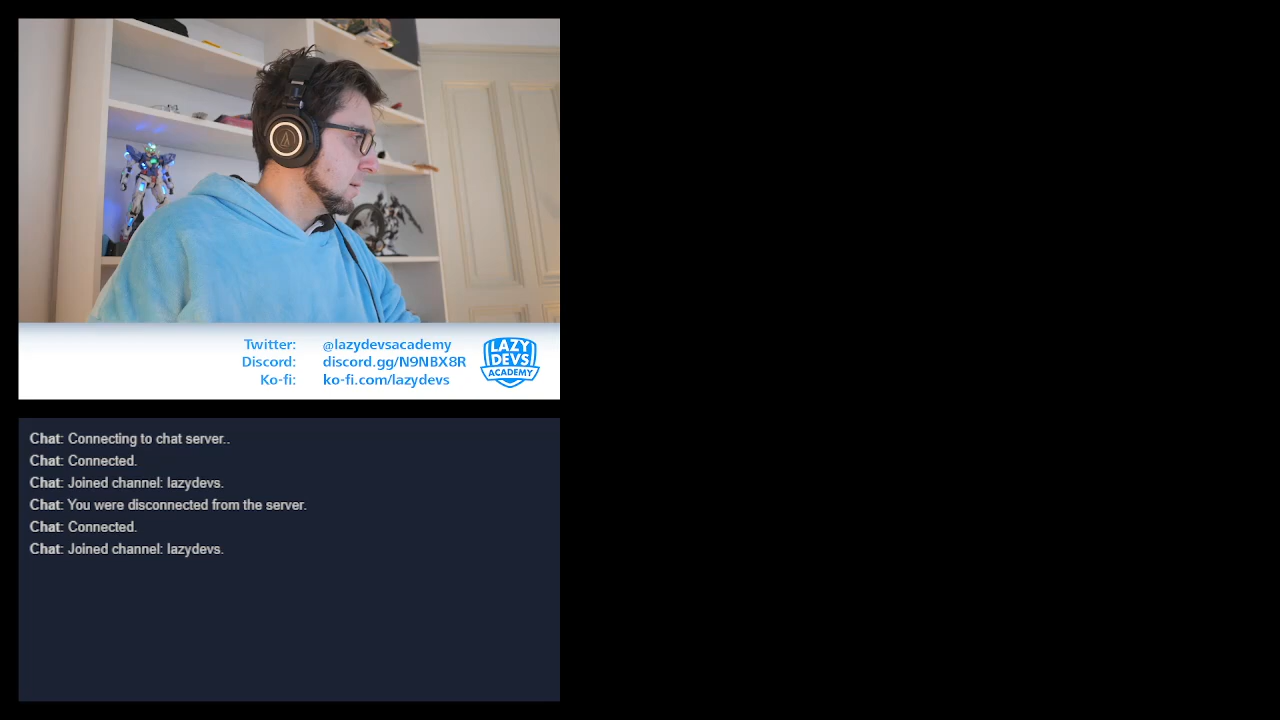 Twitter: @lazydevsacademy
Discord: discord.gg/N9NBX8R
Ko-fi: ko-fi.com/lazydevs
LAZY
DEVS
ACADEMY
Chat: Connecting to chat server..
Chat: Connected.
Chat: Joined channel: lazydevs.
Chat: You were disconnected from the server.
Chat: Connected.
Chat: Joined channel: lazydevs.